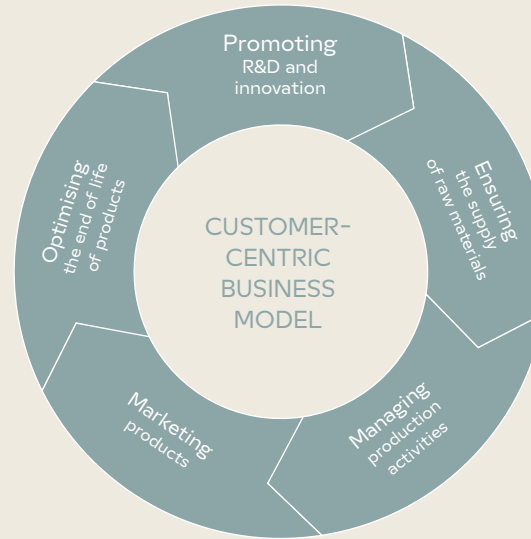 Promoting
R&D and
innovation
Ensuring
the supply
of raw materials
Managing
production
activities
Marketing
products
Optimising
the end of life
of products
CUSTOMER-
CENTRIC
BUSINESS
MODEL